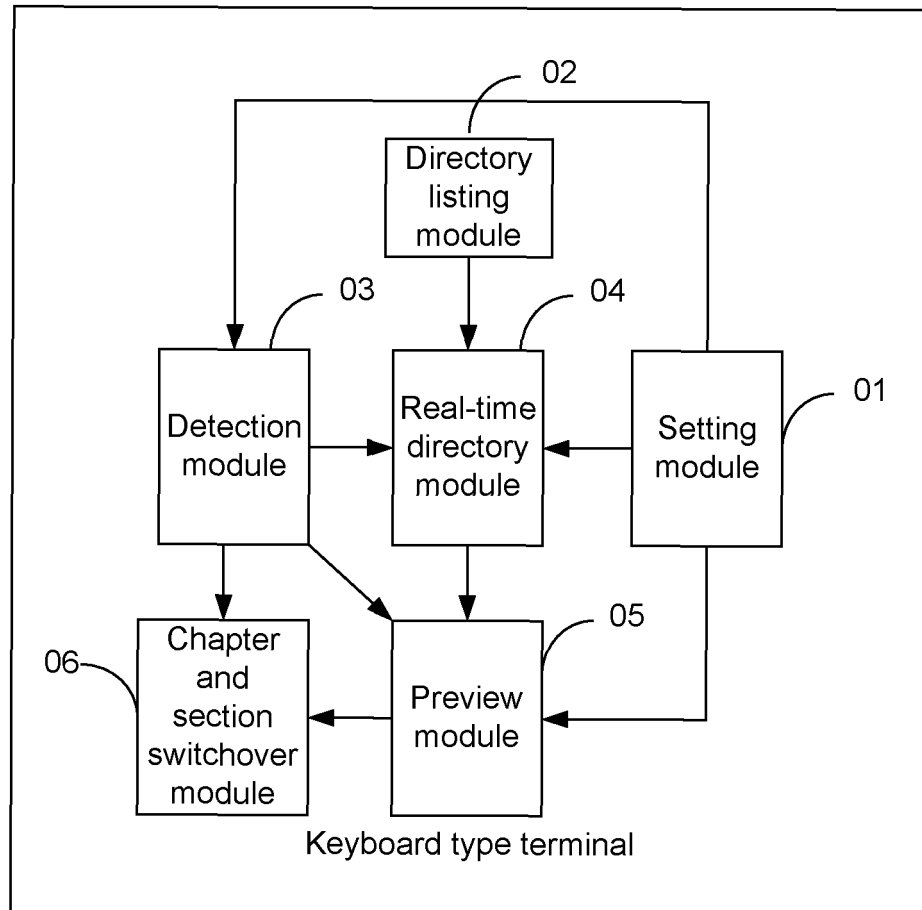 02
Directory
listing
module
03
04
01
Detection
module
Real-time
directory
module
Setting
module
05
06
Chapter
and
section
switchover
module
Preview
module
Keyboard type terminal